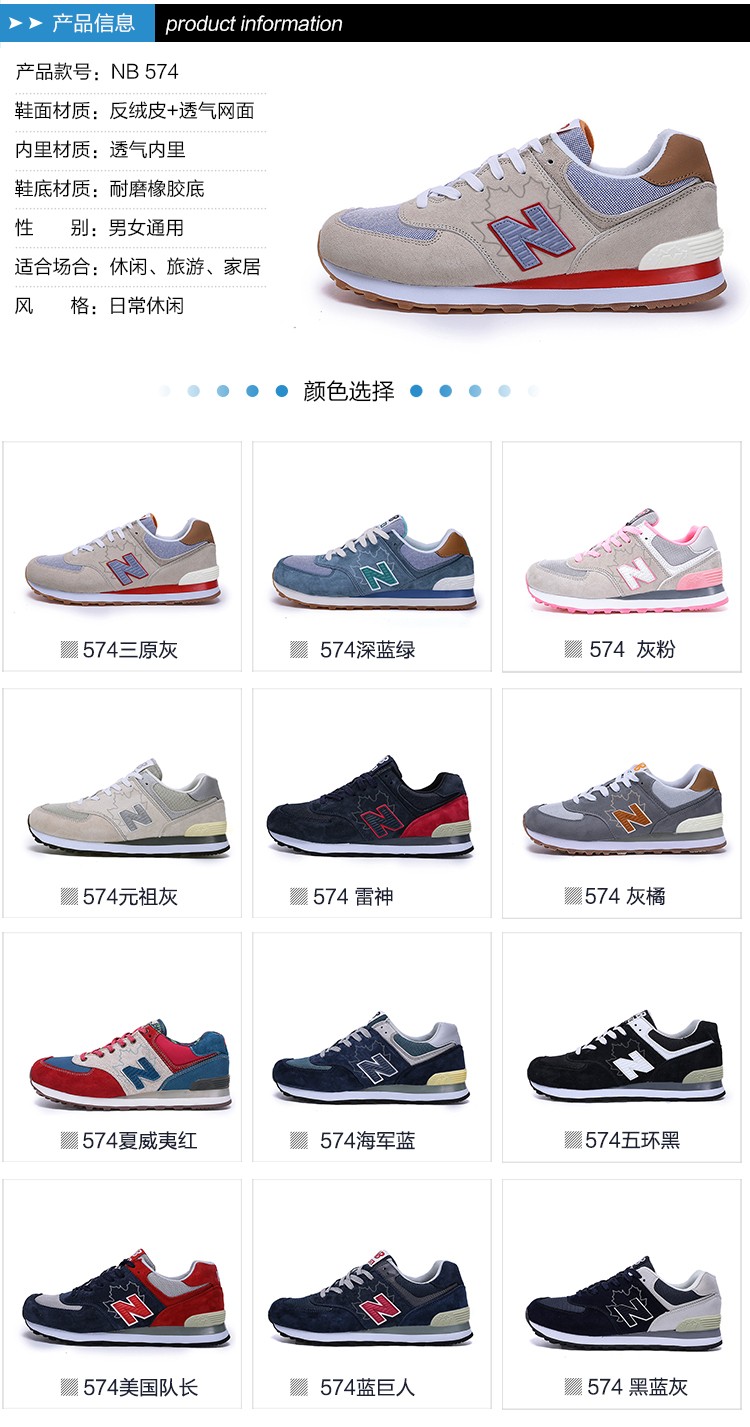 产品信息 product information
产品款号：NB 574
鞋面材质：反绒皮+透气网面
内里材质：透气内里
鞋底材质：耐磨橡胶底
性 别：男女通用
适合场合：休闲、旅游、家居
风 格：日常休闲
颜色选择
574三原灰
574深蓝绿
574 灰粉
574元祖灰
574 雷神
574 灰橘
574夏威夷红
574海军蓝
574五环黑
574美国队长
574蓝巨人
574 黑蓝灰